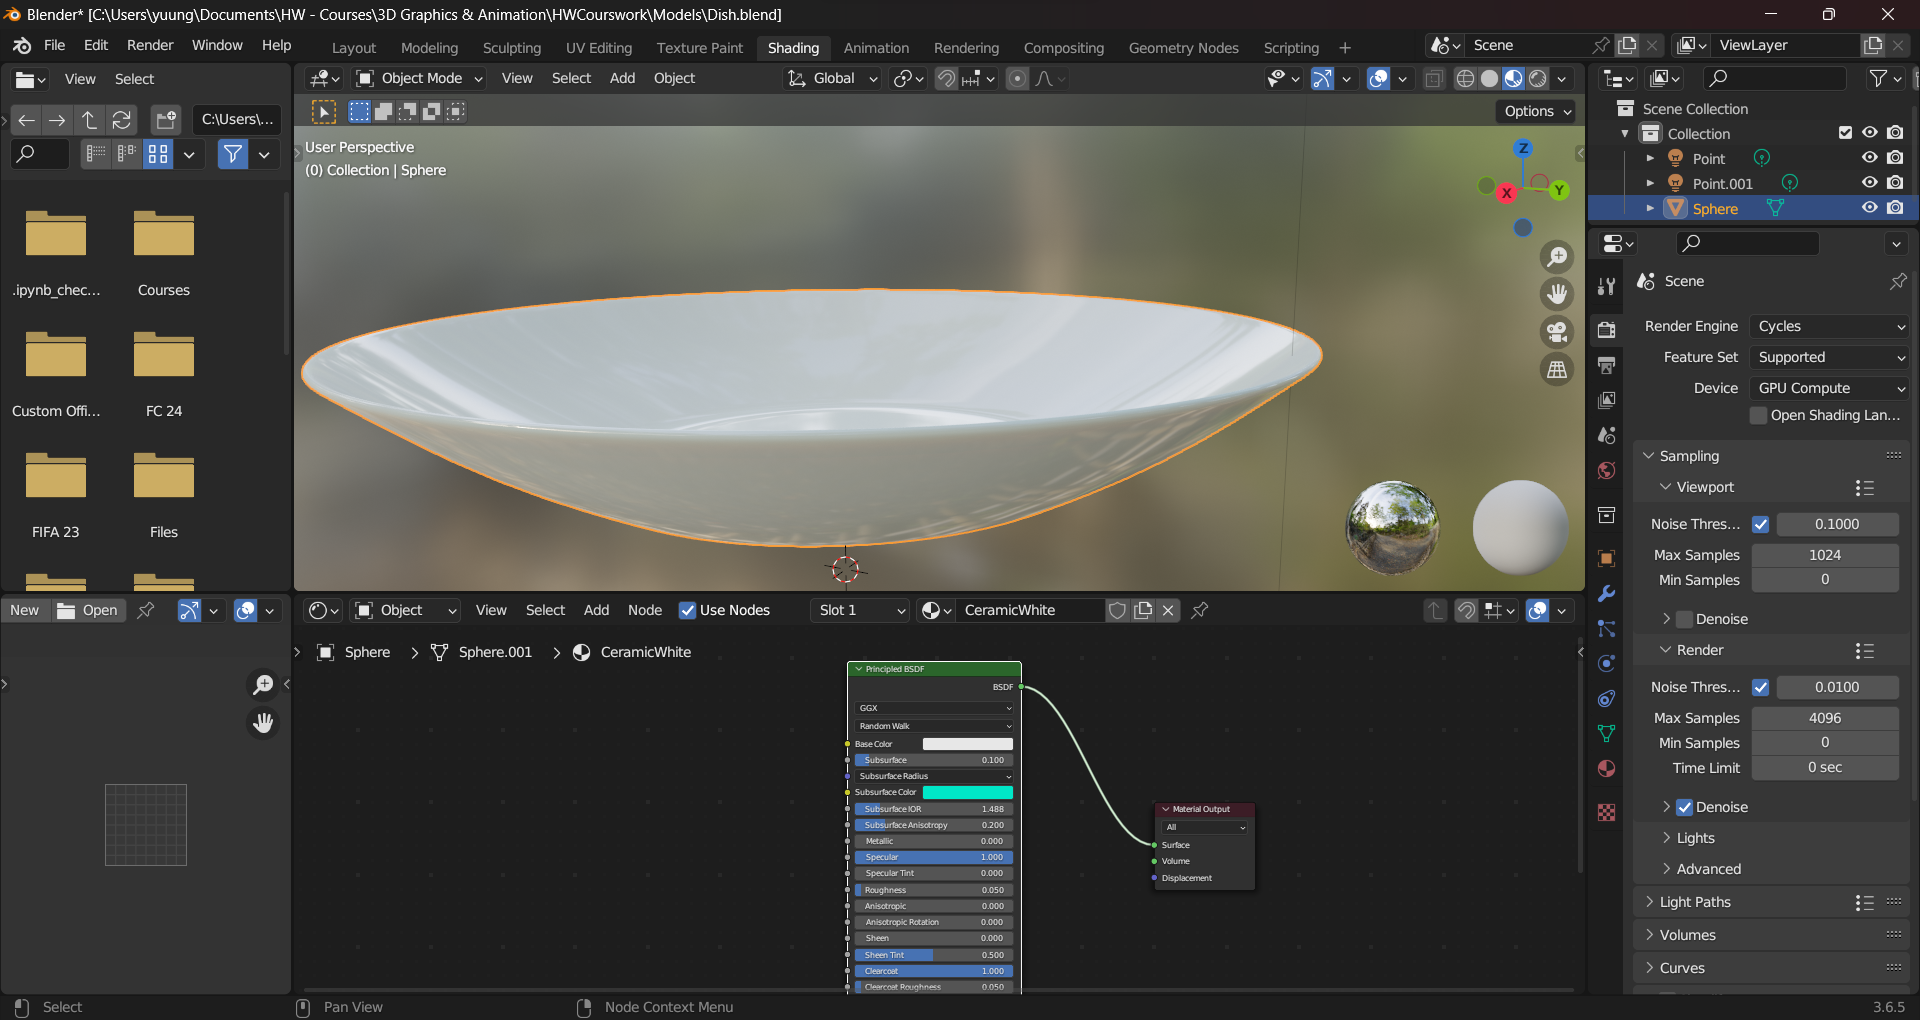 Blender* [C:\Users\yuung\Documents\HW - Courses\3D Graphics & Animation\HWCourswork\Models\Dish.blend]
File Edit Render Window Help Layout Modeling Sculpting UV Editing Texture Paint Shading Animation Rendering Compositing Geometry Nodes Scripting + Scene ViewLayer
View Select Object Mode View Select Add Object Global
C:\Users\... Options
User Perspective
(0) Collection | Sphere
Z
X
Y
.ipynb_chec... Courses
Custom Offi... FC 24
FIFA 23 Files
Scene Collection
Collection
Point
Point.001
Sphere
Scene
Render Engine Cycles
Feature Set Supported
Device GPU Compute
Open Shading Lan...
Sampling
Viewport
Noise Thres... 0.1000
Max Samples 1024
Min Samples 0
Denoise
Render
Noise Thres... 0.0100
Max Samples 4096
Min Samples 0
Time Limit 0 sec
Denoise
Lights
Advanced
Light Paths
Volumes
Curves
New Open Object View Select Add Node Use Nodes Slot 1 CeramicWhite
Sphere > Sphere.001 > CeramicWhite
Principled BSDF
BSDF
GGX
Random Walk
Base Color
Subsurface 0.100
Subsurface Radius
Subsurface Color
Subsurface IOR 1.488
Subsurface Anisotropy 0.200
Metallic 0.000
Specular 1.000
Specular Tint 0.000
Roughness 0.050
Anisotropic 0.000
Anisotropic Rotation 0.000
Sheen 0.000
Sheen Tint 0.500
Clearcoat 1.000
Clearcoat Roughness 0.050
Material Output
All
Surface
Volume
Displacement
Select Pan View Node Context Menu 3.6.5